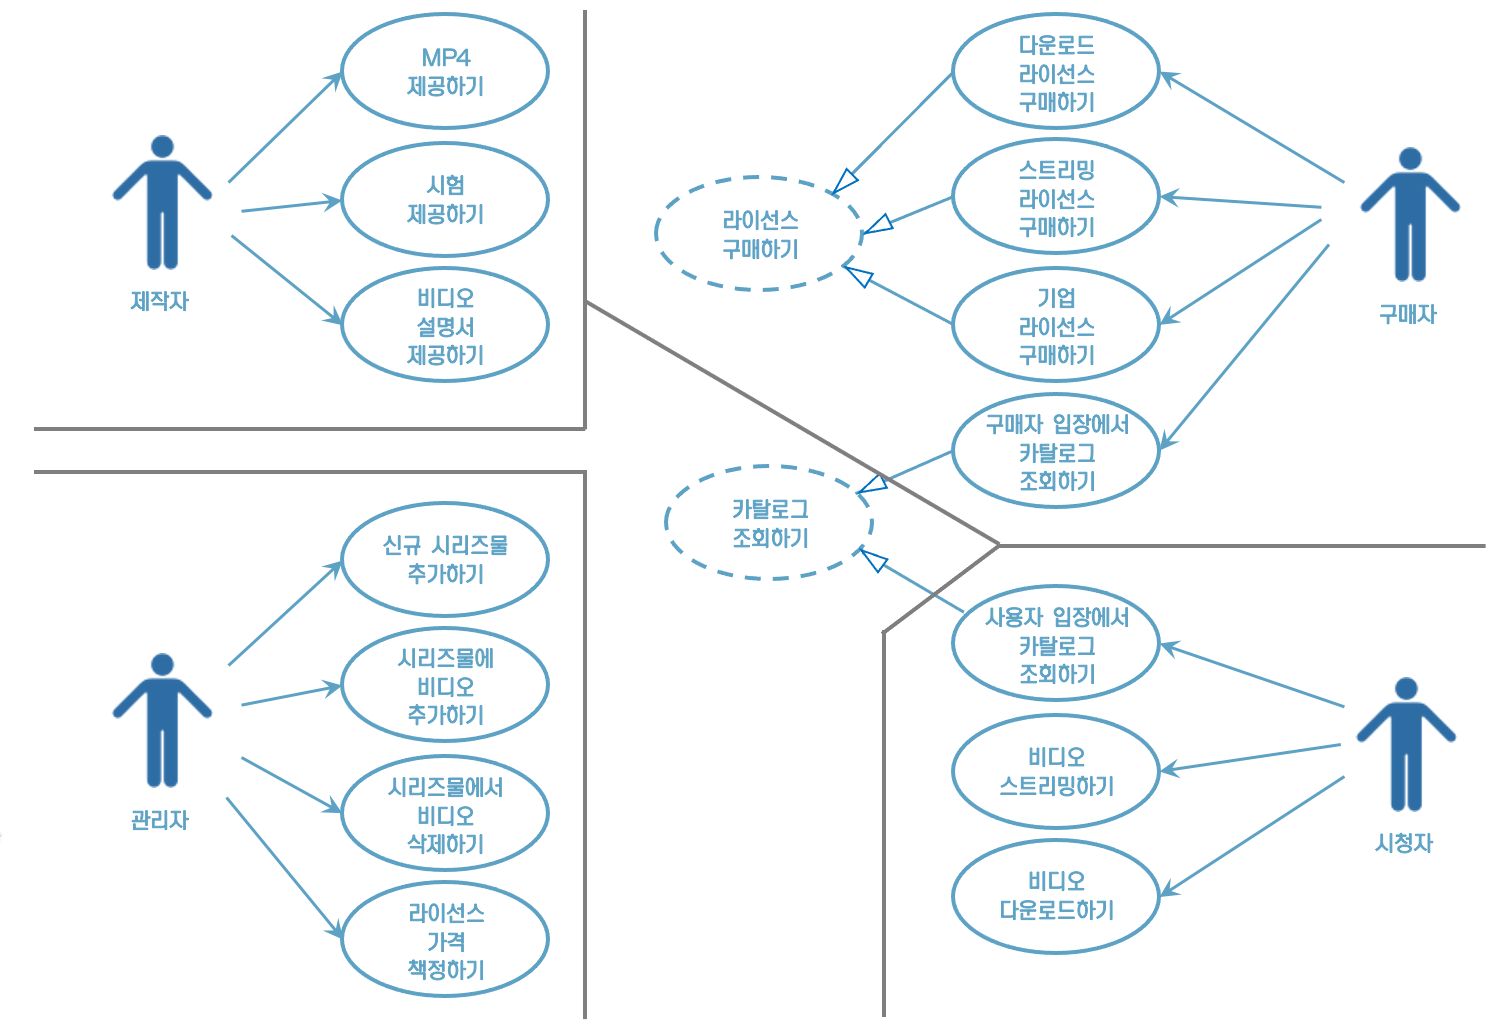 MP4
제공하기
시험
제공하기
비디오
설명서
제공하기
제작자
다운로드
라이선스
구매하기
스트리밍
라이선스
구매하기
기업
라이선스
구매하기
구매자 입장에서
카탈로그
조회하기
라이선스
구매하기
구매자
카탈로그
조회하기
신규 시리즈물
추가하기
시리즈물에
비디오
추가하기
시리즈물에서
비디오
삭제하기
라이선스
가격
책정하기
관리자
사용자 입장에서
카탈로그
조회하기
비디오
스트리밍하기
비디오
다운로드하기
시청자